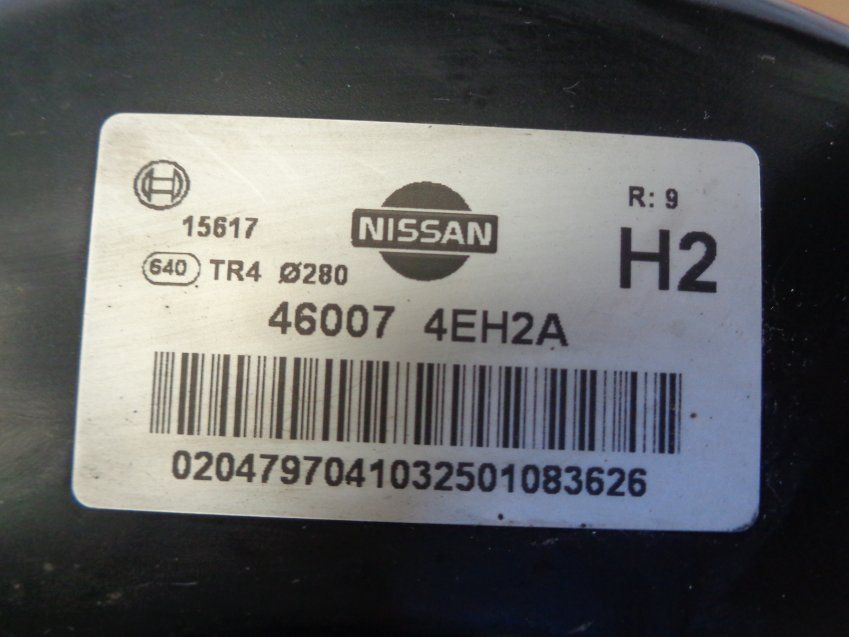 15617
NISSAN
R: 9
H2
640 TR4 Ø280
46007 4EH2A
0204797041032501083626